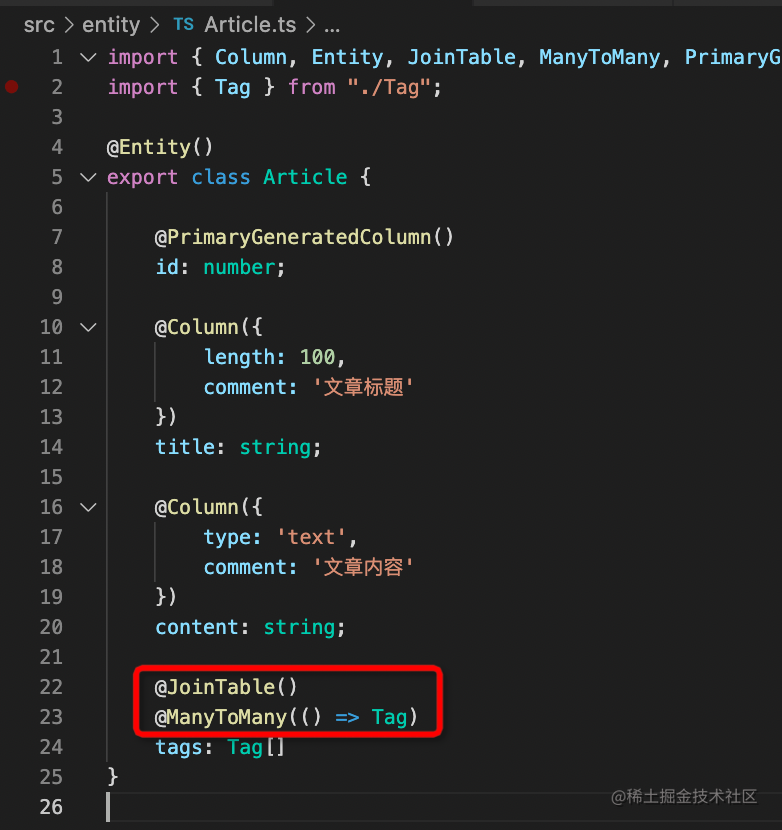 src > entity > TS Article.ts > ...
1 import { Column, Entity, JoinTable, ManyToMany, PrimaryG
2 import { Tag } from "./Tag";
3
4 @Entity()
5 export class Article {
6
7 @PrimaryGeneratedColumn()
8 id: number;
9
10 @Column({
11 length: 100,
12 comment: '文章标题'
13 })
14 title: string;
15
16 @Column({
17 type: 'text',
18 comment: '文章内容'
19 })
20 content: string;
21
22 @JoinTable()
23 @ManyToMany(() => Tag)
24 tags: Tag[]
25 }
26
@稀土掘金技术社区